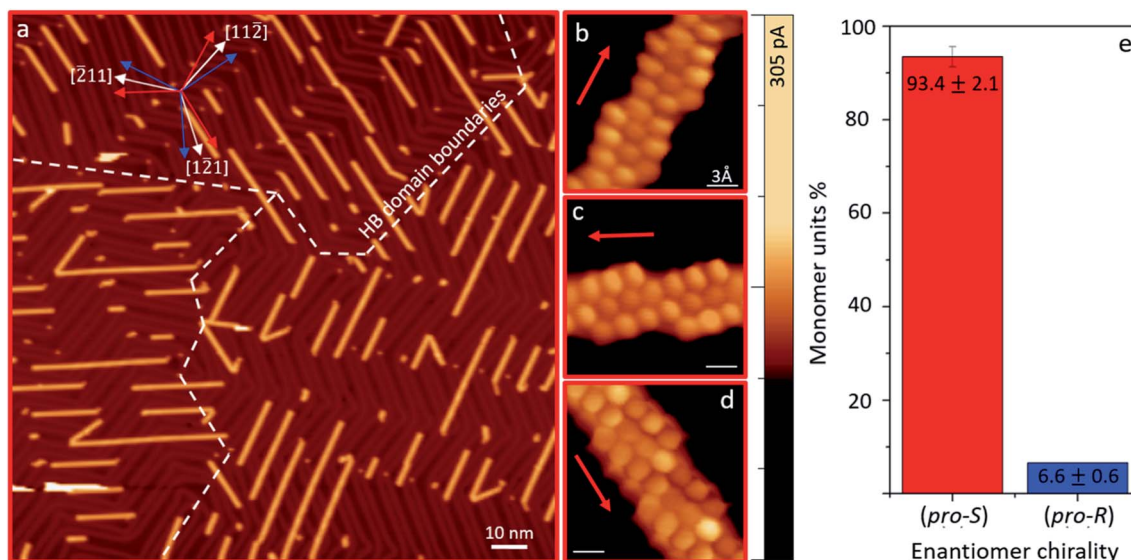 a
[11̄2̄]
[2̄11]
[12̄1]
HB domain boundaries
10 nm
b
3Å
c
d
305 pA
e
Monomer units %
100
80
60
40
20
93.4 ± 2.1
6.6 ± 0.6
(pro-S)
(pro-R)
Enantiomer chirality